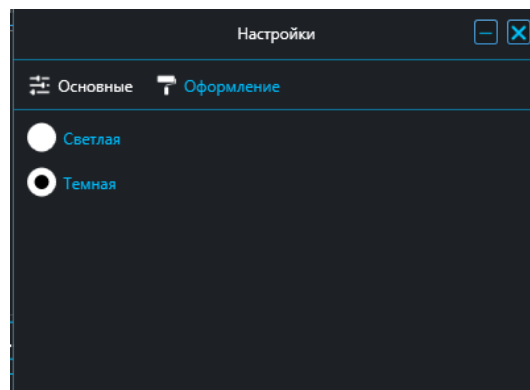 Настройки
Основные Оформление
Светлая
Темная